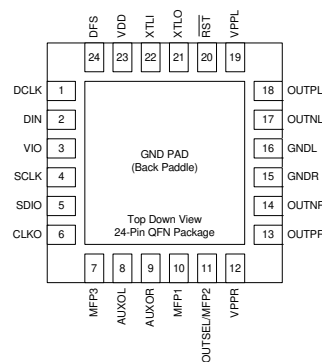 DFS
VDD
XTLI
XTLO
RST
VPPL
24 23 22 21 20 19
DCLK 1
DIN 2
VIO 3
SCLK 4
SDIO 5
CLKO 6
18 OUTPL
17 OUTNL
16 GNDL
15 GNDR
14 OUTNR
13 OUTPR
GND PAD
(Back Paddle)
Top Down View
24-Pin QFN Package
7 8 9 10 11 12
MFP3
AUXOL
AUXOR
MFP1
OUTSEL/MFP2
VPPR